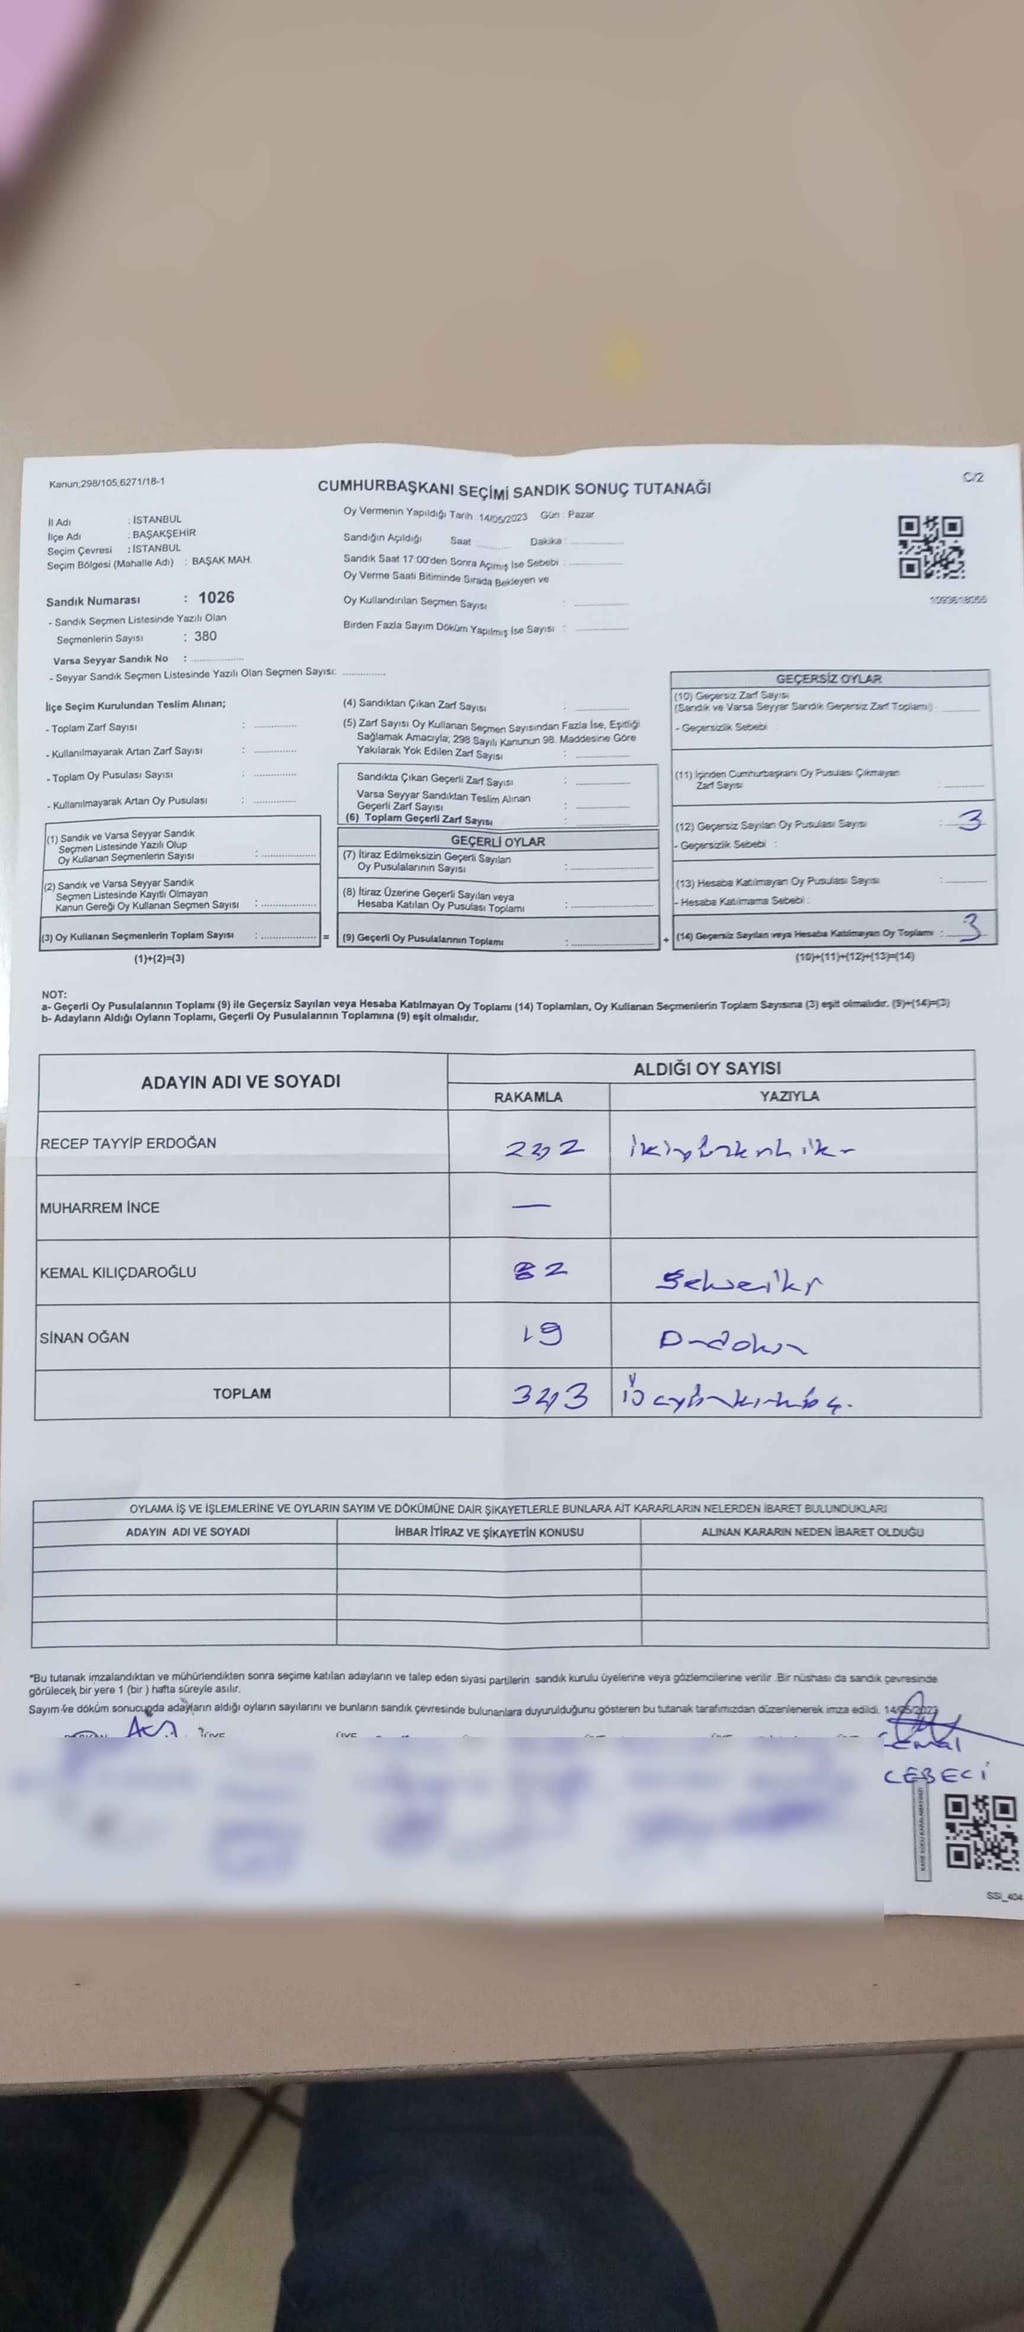 Kanun;298/105,6271/18-1
CUMHURBAŞKANI SEÇİMİ SANDIK SONUÇ TUTANAĞI
C/2
İl Adı : İSTANBUL
İlçe Adı : BAŞAKŞEHİR
Seçim Çevresi : İSTANBUL
Seçim Bölgesi (Mahalle Adı) : BAŞAK MAH.
Sandık Numarası : 1026
- Sandık Seçmen Listesinde Yazılı Olan
Seçmenlerin Sayısı : 380
Varsa Seyyar Sandık No :
- Seyyar Sandık Seçmen Listesinde Yazılı Olan Seçmen Sayısı:
Oy Vermenin Yapıldığı Tarih :14/05/2023 Gün : Pazar
Sandığın Açıldığı Saat Dakika :
Sandık Saat 17:00'den Sonra Açımış İse Sebebi :
Oy Verme Saati Bitiminde Sırada Bekleyen ve
Oy Kullandırılan Seçmen Sayısı :
Birden Fazla Sayım Döküm Yapılmış İse Sayısı :
1093618055
İlçe Seçim Kurulundan Teslim Alınan;
- Toplam Zarf Sayısı :
- Kullanılmayarak Artan Zarf Sayısı :
- Toplam Oy Pusulası Sayısı :
- Kullanılmayarak Artan Oy Pusulası :
(1) Sandık ve Varsa Seyyar Sandık
Seçmen Listesinde Yazılı Olup
Oy Kullanan Seçmenlerin Sayısı :
(2) Sandık ve Varsa Seyyar Sandık
Seçmen Listesinde Kayıtlı Olmayan
Kanun Gereği Oy Kullanan Seçmen Sayısı :
(3) Oy Kullanan Seçmenlerin Toplam Sayısı : =
(1)+(2)=(3)
(4) Sandıktan Çıkan Zarf Sayısı :
(5) Zarf Sayısı Oy Kullanan Seçmen Sayısından Fazla İse, Eşitliği
Sağlamak Amacıyla; 298 Sayılı Kanunun 98. Maddesine Göre
Yakılarak Yok Edilen Zarf Sayısı :
Sandıkta Çıkan Geçerli Zarf Sayısı :
Varsa Seyyar Sandıktan Teslim Alınan
Geçerli Zarf Sayısı :
(6) Toplam Geçerli Zarf Sayısı :
GEÇERLİ OYLAR
(7) İtiraz Edilmeksizin Geçerli Sayılan
Oy Pusulalarının Sayısı :
(8) İtiraz Üzerine Geçerli Sayılan veya
Hesaba Katılan Oy Pusulası Toplamı :
(9) Geçerli Oy Pusulalarının Toplamı : +
GEÇERSİZ OYLAR
(10) Geçersiz Zarf Sayısı
(Sandık ve Varsa Seyyar Sandık Geçersiz Zarf Toplamı) :
- Geçersizlik Sebebi :
(11) İçinden Cumhurbaşkanı Oy Pusulası Çıkmayan
Zarf Sayısı :
(12) Geçersiz Sayılan Oy Pusulası Sayısı : 3
- Geçersizlik Sebebi :
(13) Hesaba Katılmayan Oy Pusulası Sayısı :
- Hesaba Katılmama Sebebi :
(14) Geçersiz Sayılan veya Hesaba Katılmayan Oy Toplamı : 3
(10)+(11)+(12)+(13)=(14)
NOT:
a- Geçerli Oy Pusulalarının Toplamı (9) ile Geçersiz Sayılan veya Hesaba Katılmayan Oy Toplamı (14) Toplamları, Oy Kullanan Seçmenlerin Toplam Sayısına (3) eşit olmalıdır. (9)+(14)=(3)
b- Adayların Aldığı Oyların Toplamı, Geçerli Oy Pusulalarının Toplamına (9) eşit olmalıdır.
ADAYIN ADI VE SOYADI
ALDIĞI OY SAYISI
RAKAMLA YAZIYLA
RECEP TAYYİP ERDOĞAN 242
MUHARREM İNCE —
KEMAL KILIÇDAROĞLU 82
SİNAN OĞAN 19
TOPLAM 343
OYLAMA İŞ VE İŞLEMLERİNE VE OYLARIN SAYIM VE DÖKÜMÜNE DAİR ŞİKAYETLERLE BUNLARA AİT KARARLARIN NELERDEN İBARET BULUNDUKLARI
ADAYIN ADI VE SOYADI İHBAR İTİRAZ VE ŞİKAYETİN KONUSU ALINAN KARARIN NEDEN İBARET OLDUĞU
*Bu tutanak imzalandıktan ve mühürlendikten sonra seçime katılan adayların ve talep eden siyasi partilerin sandık kurulu üyelerine veya gözlemcilerine verilir .Bir nüshası da sandık çevresinde
görülecek bir yere 1 (bir ) hafta süreyle asılır.
Sayım ve döküm sonucunda adayların aldığı oyların sayılarını ve bunların sandık çevresinde bulunanlara duyurulduğunu gösteren bu tutanak tarafımızdan düzenlenerek imza edildi. 14/05/2023
Cemal
CEBECİ
SSİ_404